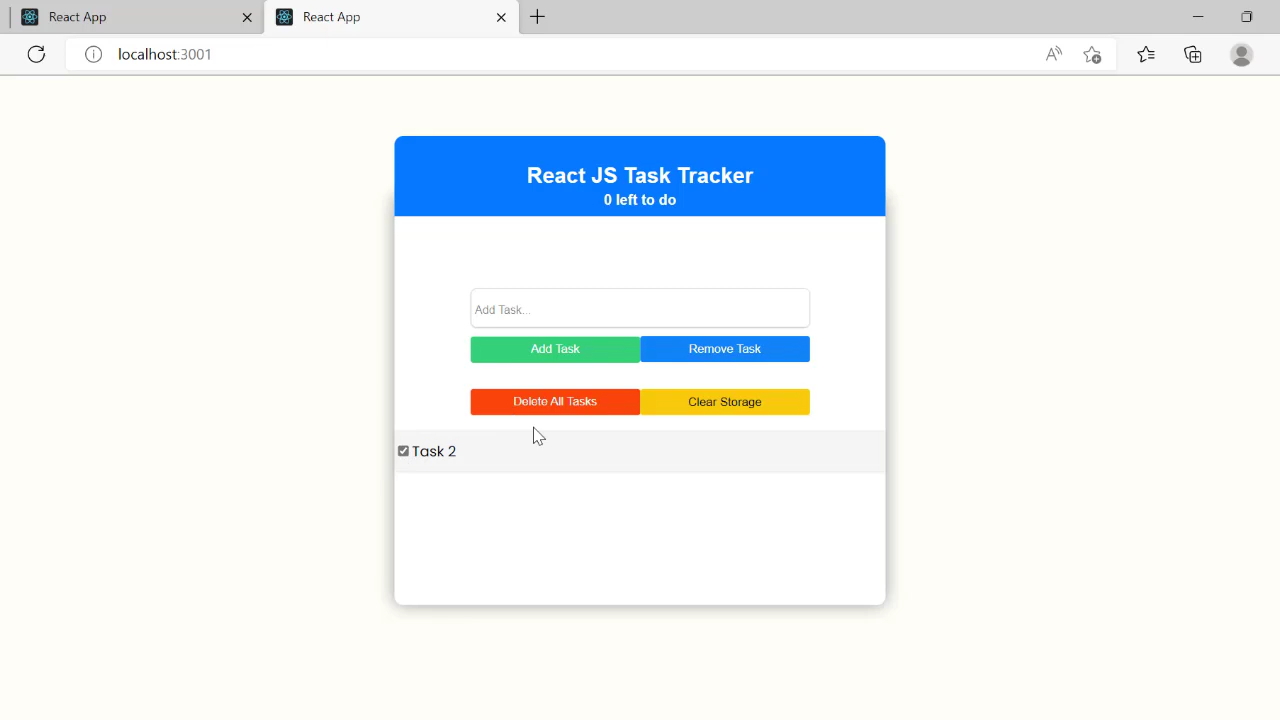 React App
React App
localhost:3001
React JS Task Tracker
0 left to do
Add Task...
Add Task
Remove Task
Delete All Tasks
Clear Storage
Task 2